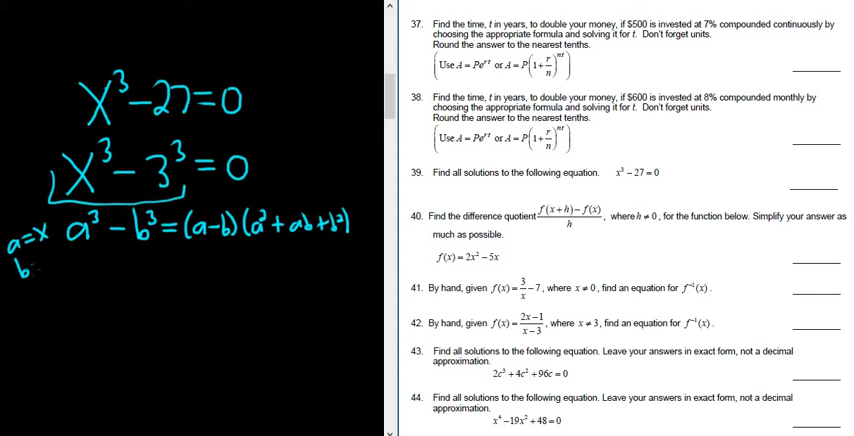 x³ - 27 = 0
x³ - 3³ = 0
a³ - b³ = (a-b)(a² + ab + b²)
a = x
b =
37. Find the time, t in years, to double your money, if $500 is invested at 7% compounded continuously by
choosing the appropriate formula and solving it for t. Don't forget units.
Round the answer to the nearest tenths.
(Use A = Pe^{rt} or A = P(1 + r/n)^{nt})
38. Find the time, t in years, to double your money, if $600 is invested at 8% compounded monthly by
choosing the appropriate formula and solving it for t. Don't forget units.
Round the answer to the nearest tenths.
(Use A = Pe^{rt} or A = P(1 + r/n)^{nt})
39. Find all solutions to the following equation. x³ - 27 = 0
40. Find the difference quotient (f(x+h) - f(x))/h, where h ≠ 0, for the function below. Simplify your answer as
much as possible.
f(x) = 2x² - 5x
41. By hand, given f(x) = 3/x - 7, where x ≠ 0, find an equation for f⁻¹(x).
42. By hand, given f(x) = (2x-1)/(x-3), where x ≠ 3, find an equation for f⁻¹(x).
43. Find all solutions to the following equation. Leave your answers in exact form, not a decimal
approximation.
2c³ + 4c² + 96c = 0
44. Find all solutions to the following equation. Leave your answers in exact form, not a decimal
approximation.
x⁴ - 19x² + 48 = 0